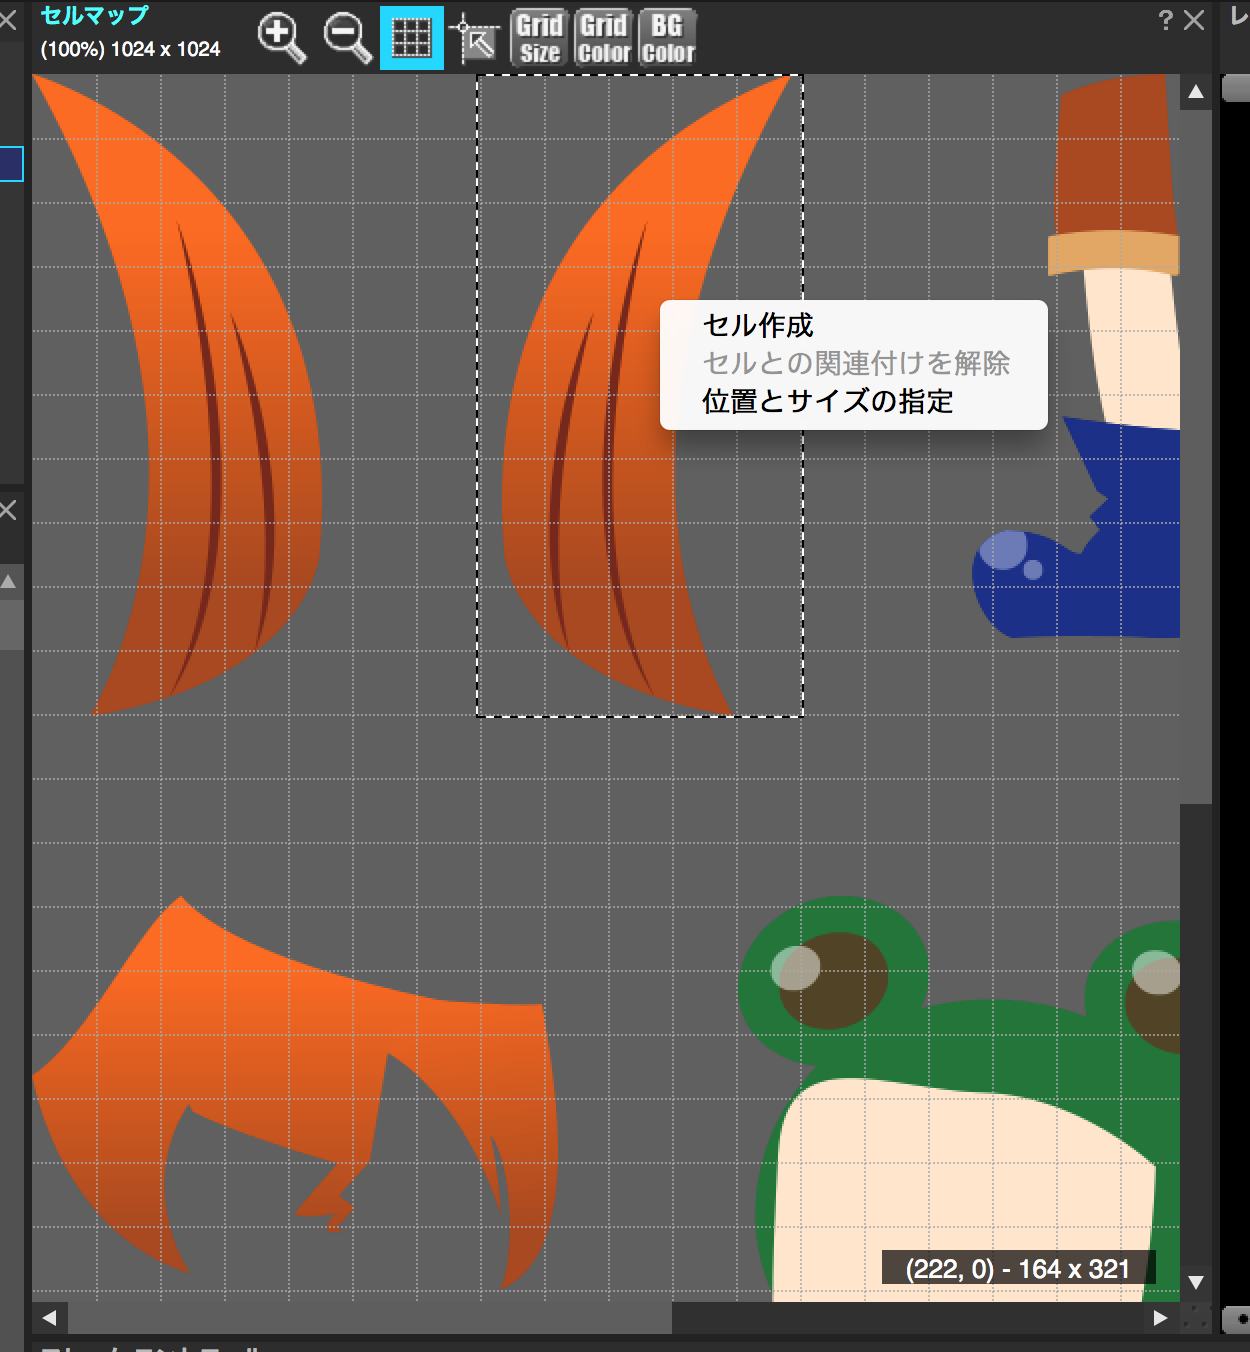 セルマップ
(100%) 1024 x 1024
Grid Size
Grid Color
BG Color
?
セル作成
セルとの関連付けを解除
位置とサイズの指定
(222, 0) - 164 x 321